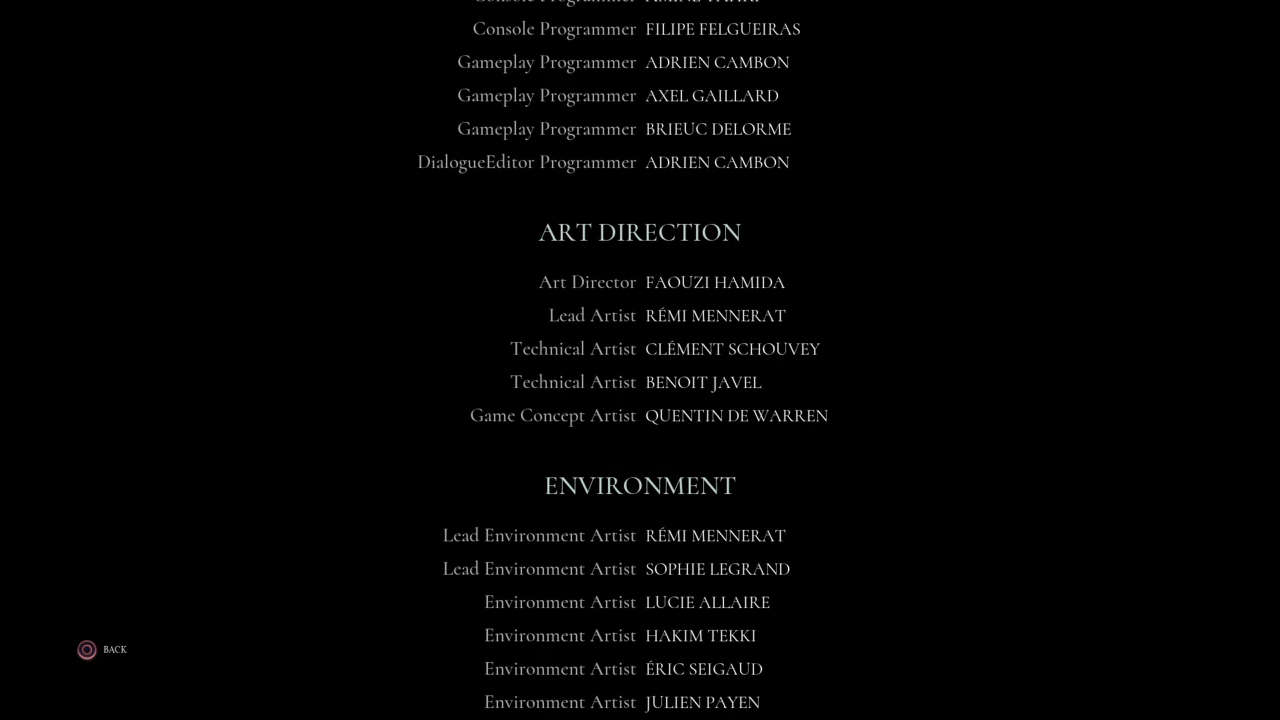 Console Programmer FILIPE FELGUEIRAS
Gameplay Programmer ADRIEN CAMBON
Gameplay Programmer AXEL GAILLARD
Gameplay Programmer BRIEUC DELORME
DialogueEditor Programmer ADRIEN CAMBON
ART DIRECTION
Art Director FAOUZI HAMIDA
Lead Artist RÉMI MENNERAT
Technical Artist CLÉMENT SCHOUVEY
Technical Artist BENOIT JAVEL
Game Concept Artist QUENTIN DE WARREN
ENVIRONMENT
Lead Environment Artist RÉMI MENNERAT
Lead Environment Artist SOPHIE LEGRAND
Environment Artist LUCIE ALLAIRE
Environment Artist HAKIM TEKKI
BACK
Environment Artist ÉRIC SEIGAUD
Environment Artist JULIEN PAYEN